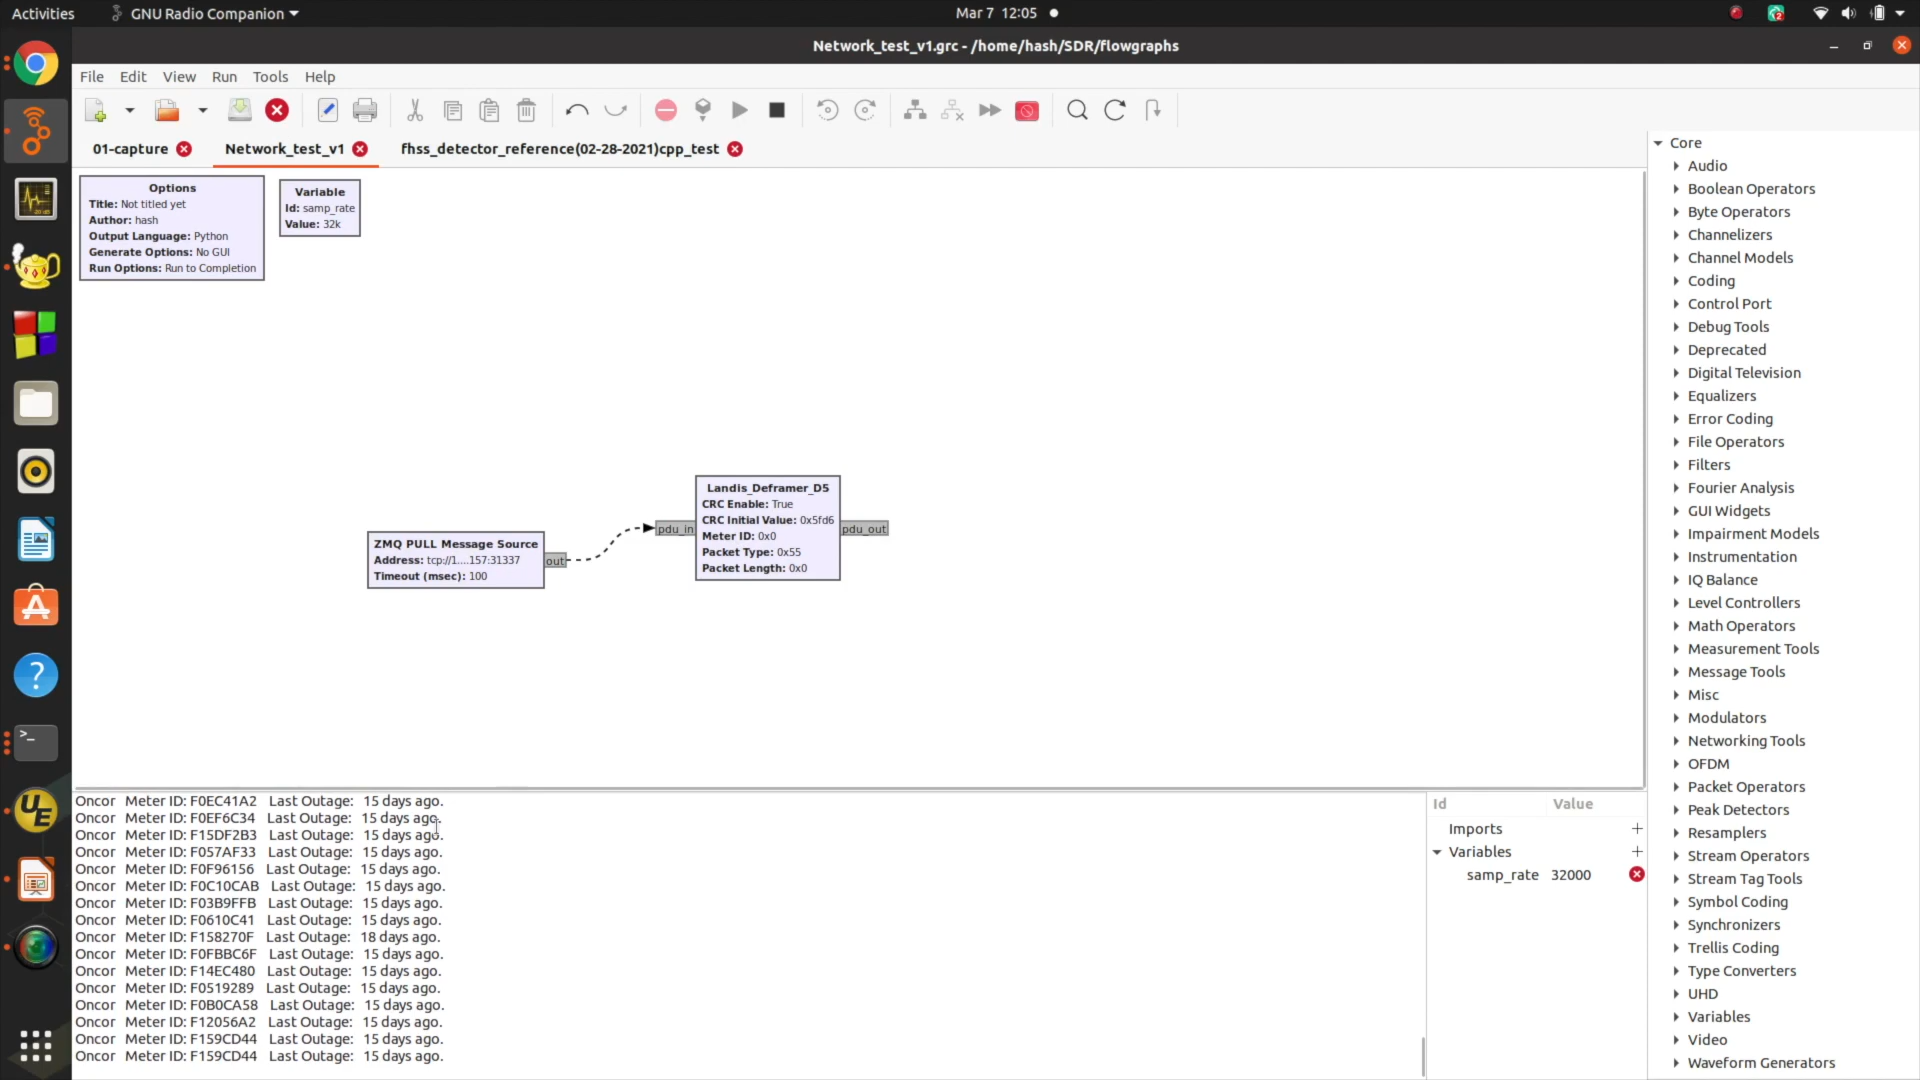 Activities
GNU Radio Companion
Mar 7 12:05
2
Network_test_v1.grc - /home/hash/SDR/flowgraphs
File Edit View Run Tools Help
01-capture
Network_test_v1
fhss_detector_reference(02-28-2021)cpp_test
Options
Title: Not titled yet
Author: hash
Output Language: Python
Generate Options: No GUI
Run Options: Run to Completion
Variable
Id: samp_rate
Value: 32k
ZMQ PULL Message Source
Address: tcp://1....157:31337
Timeout (msec): 100
out
pdu_in
Landis_Deframer_D5
CRC Enable: True
CRC Initial Value: 0x5fd6
Meter ID: 0x0
Packet Type: 0x55
Packet Length: 0x0
pdu_out
Oncor Meter ID: F0EC41A2 Last Outage: 15 days ago.
Oncor Meter ID: F0EF6C34 Last Outage: 15 days ago.
Oncor Meter ID: F15DF2B3 Last Outage: 15 days ago.
Oncor Meter ID: F057AF33 Last Outage: 15 days ago.
Oncor Meter ID: F0F96156 Last Outage: 15 days ago.
Oncor Meter ID: F0C10CAB Last Outage: 15 days ago.
Oncor Meter ID: F03B9FFB Last Outage: 15 days ago.
Oncor Meter ID: F0610C41 Last Outage: 15 days ago.
Oncor Meter ID: F158270F Last Outage: 18 days ago.
Oncor Meter ID: F0FBBC6F Last Outage: 15 days ago.
Oncor Meter ID: F14EC480 Last Outage: 15 days ago.
Oncor Meter ID: F0519289 Last Outage: 15 days ago.
Oncor Meter ID: F0B0CA58 Last Outage: 15 days ago.
Oncor Meter ID: F12056A2 Last Outage: 15 days ago.
Oncor Meter ID: F159CD44 Last Outage: 15 days ago.
Oncor Meter ID: F159CD44 Last Outage: 15 days ago.
Id Value
Imports
Variables
samp_rate 32000
Core
Audio
Boolean Operators
Byte Operators
Channelizers
Channel Models
Coding
Control Port
Debug Tools
Deprecated
Digital Television
Equalizers
Error Coding
File Operators
Filters
Fourier Analysis
GUI Widgets
Impairment Models
Instrumentation
IQ Balance
Level Controllers
Math Operators
Measurement Tools
Message Tools
Misc
Modulators
Networking Tools
OFDM
Packet Operators
Peak Detectors
Resamplers
Stream Operators
Stream Tag Tools
Symbol Coding
Synchronizers
Trellis Coding
Type Converters
UHD
Variables
Video
Waveform Generators
UE